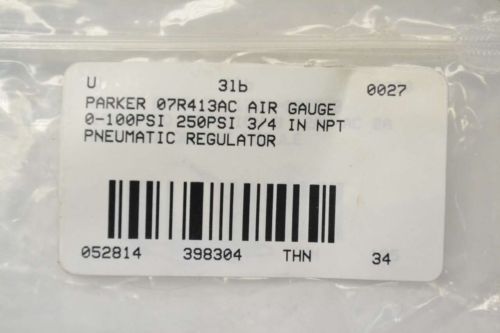 U 31b 0027
PARKER 07R413AC AIR GAUGE
0-100PSI 250PSI 3/4 IN NPT
PNEUMATIC REGULATOR
052814 398304 THN 34